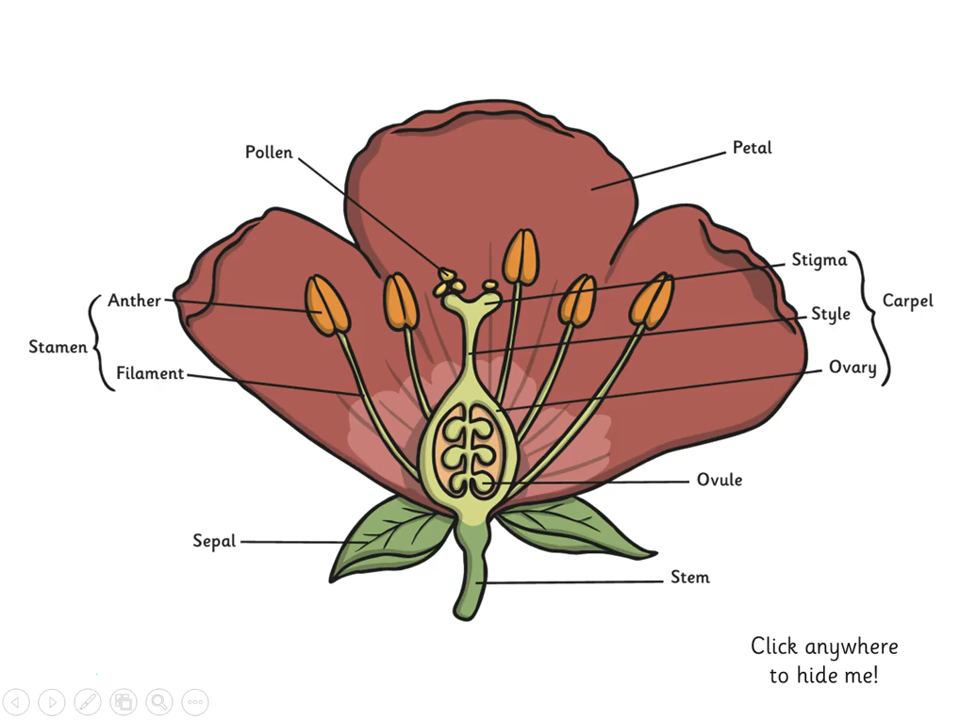 Pollen
Petal
Stigma
Anther
Carpel
Style
Stamen
Filament
Ovary
Ovule
Sepal
Stem
Click anywhere
to hide me!